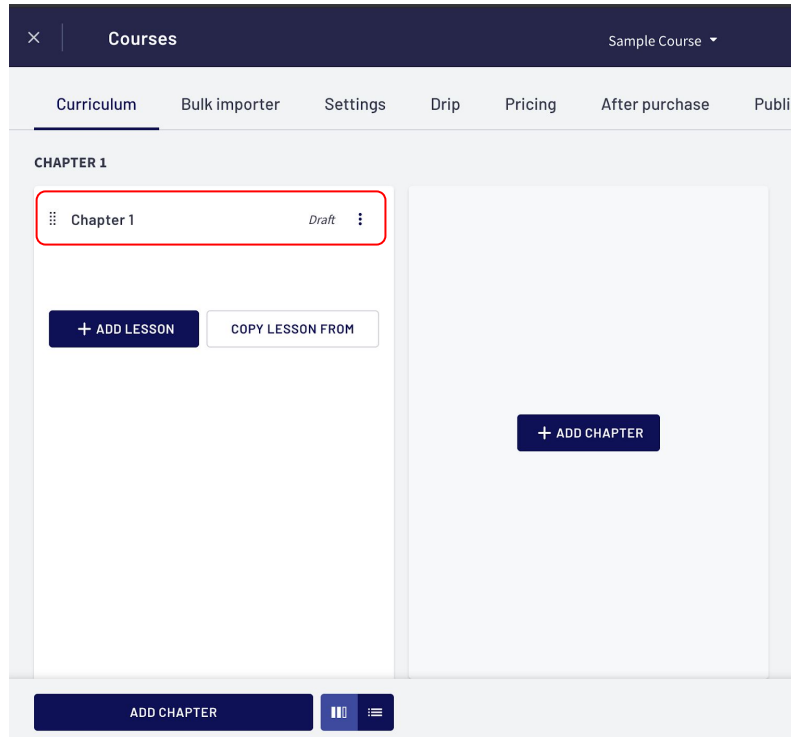 Courses
Sample Course
Curriculum Bulk importer Settings Drip Pricing After purchase Publi
CHAPTER 1
Chapter 1 Draft
+ ADD LESSON COPY LESSON FROM
+ ADD CHAPTER
ADD CHAPTER